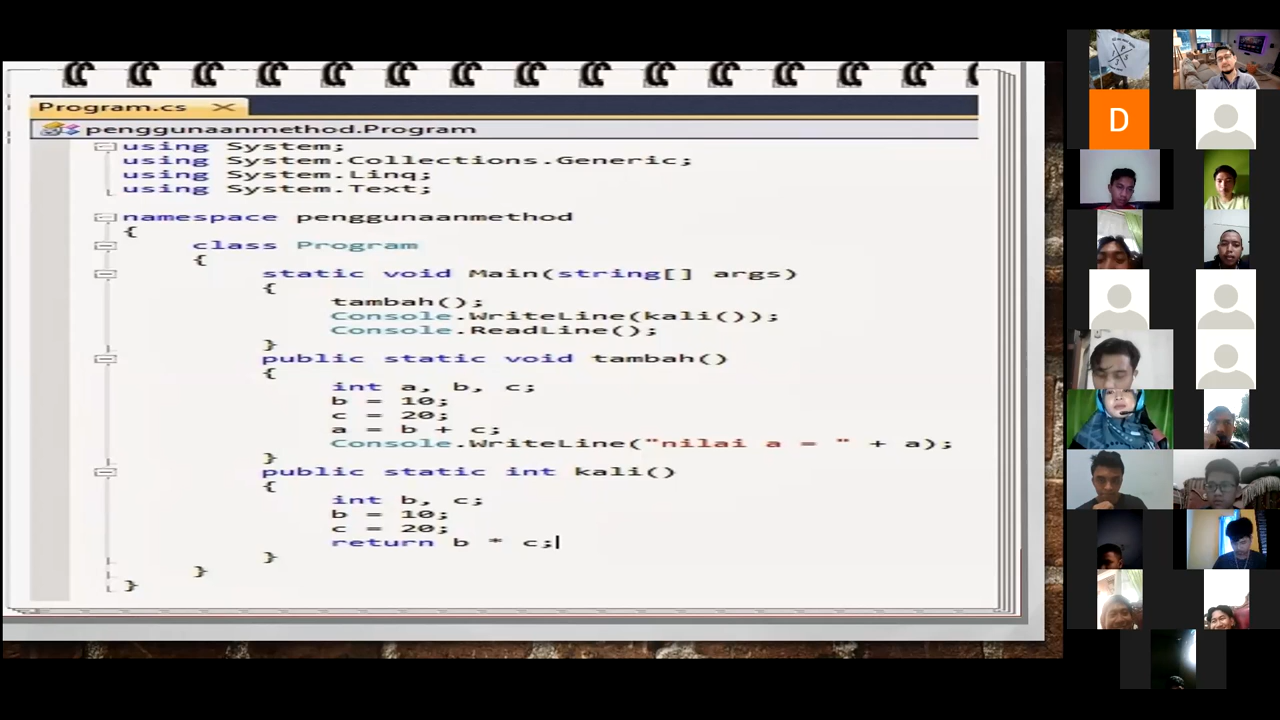 Program.cs
penggunaanmethod.Program
using System;
using System.Collections.Generic;
using System.Linq;
using System.Text;
namespace penggunaanmethod
{
class Program
{
static void Main(string[] args)
{
tambah();
Console.WriteLine(kali());
Console.ReadLine();
}
public static void tambah()
{
int a, b, c;
b = 10;
c = 20;
a = b + c;
Console.WriteLine("nilai a = " + a);
}
public static int kali()
{
int b, c;
b = 10;
c = 20;
return b * c;
}
}
}
D